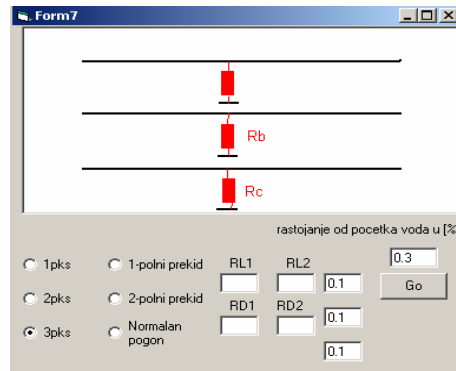 Form7
Rb
Rc
rastojanje od pocetka voda u [%
0.3
1pks
1-polni prekid
RL1
RL2
0.1
Go
2pks
2-polni prekid
RD1
RD2
0.1
3pks
Normalan
pogon
0.1